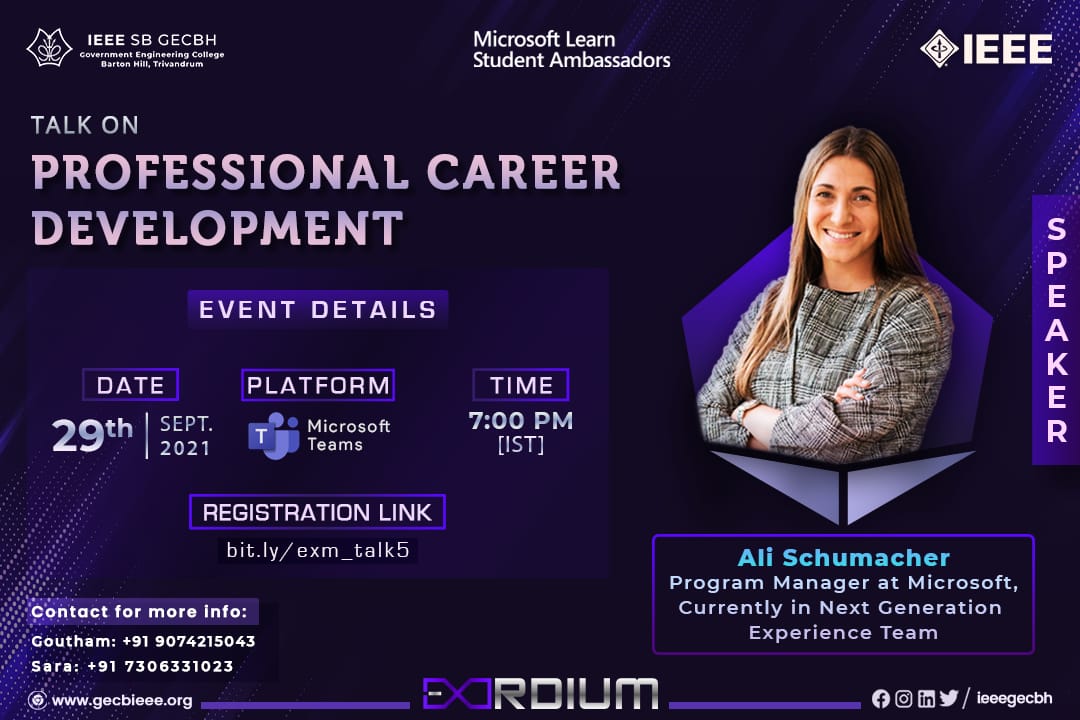 IEEE SB GECBH
Government Engineering College
Barton Hill, Trivandrum
Microsoft Learn
Student Ambassadors
IEEE
TALK ON
PROFESSIONAL CAREER
DEVELOPMENT
SPEAKER
EVENT DETAILS
DATE
29th SEPT.
2021
PLATFORM
T Microsoft
Teams
TIME
7:00 PM
[IST]
REGISTRATION LINK
bit.ly/exm_talk5
Ali Schumacher
Program Manager at Microsoft,
Currently in Next Generation
Experience Team
Contact for more info:
Goutham: +91 9074215043
Sara: +91 7306331023
www.gecbieee.org
EXORDIUM
/ ieeegecbh